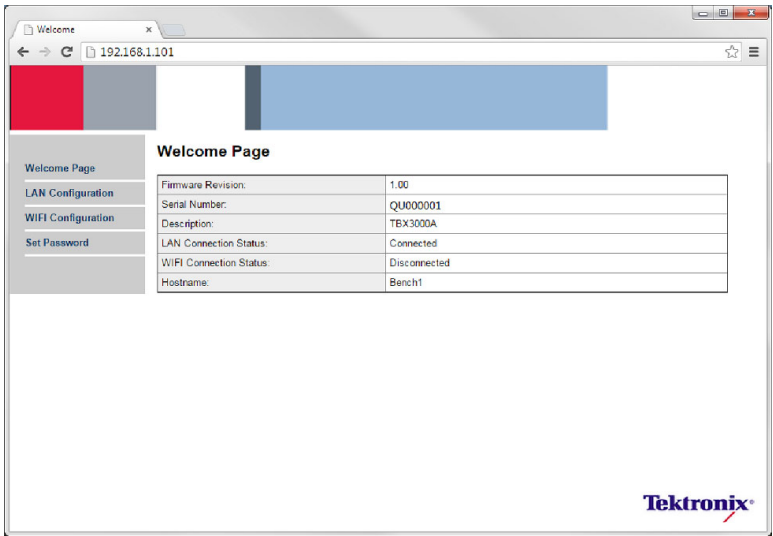 Welcome
192.168.1.101
Welcome Page
LAN Configuration
WIFI Configuration
Set Password
Welcome Page
Firmware Revision: 1.00
Serial Number: QU000001
Description: TBX3000A
LAN Connection Status: Connected
WIFI Connection Status: Disconnected
Hostname: Bench1
Tektronix®